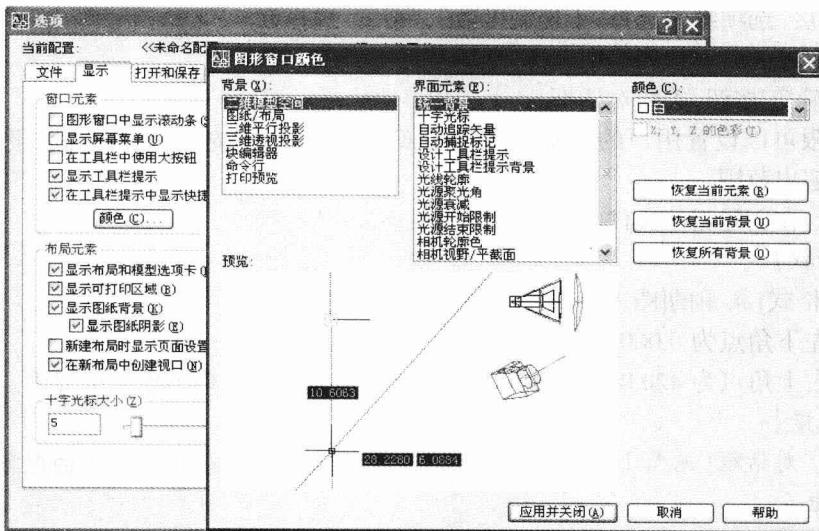 选项
当前配置: <<未命名配
文件 显示 打开和保存
窗口元素
图形窗口中显示滚动条(S
显示屏幕菜单(U)
在工具栏中使用大按钮
显示工具栏提示
在工具栏提示中显示快捷
颜色(C)...
布局元素
显示布局和模型选项卡(L
显示可打印区域(B)
显示图纸背景(K)
显示图纸阴影(E)
新建布局时显示页面设置
在新布局中创建视口(N)
十字光标大小(Z)
5
图形窗口颜色
背景(X):
二维模型空间
图纸/布局
三维平行投影
三维透视投影
块编辑器
命令行
打印预览
界面元素(E):
统一背景
十字光标
自动追踪矢量
自动捕捉标记
设计工具栏提示
设计工具栏提示背景
光线轮廓
光源聚光角
光源衰减
光源开始限制
光源结束限制
相机轮廓色
相机视野/平截面
颜色(C):
白
X, Y, Z 的色彩(T)
恢复当前元素(R)
恢复当前背景(U)
恢复所有背景(O)
预览:
10.6063
28.2280 6.0884
应用并关闭(A) 取消 帮助